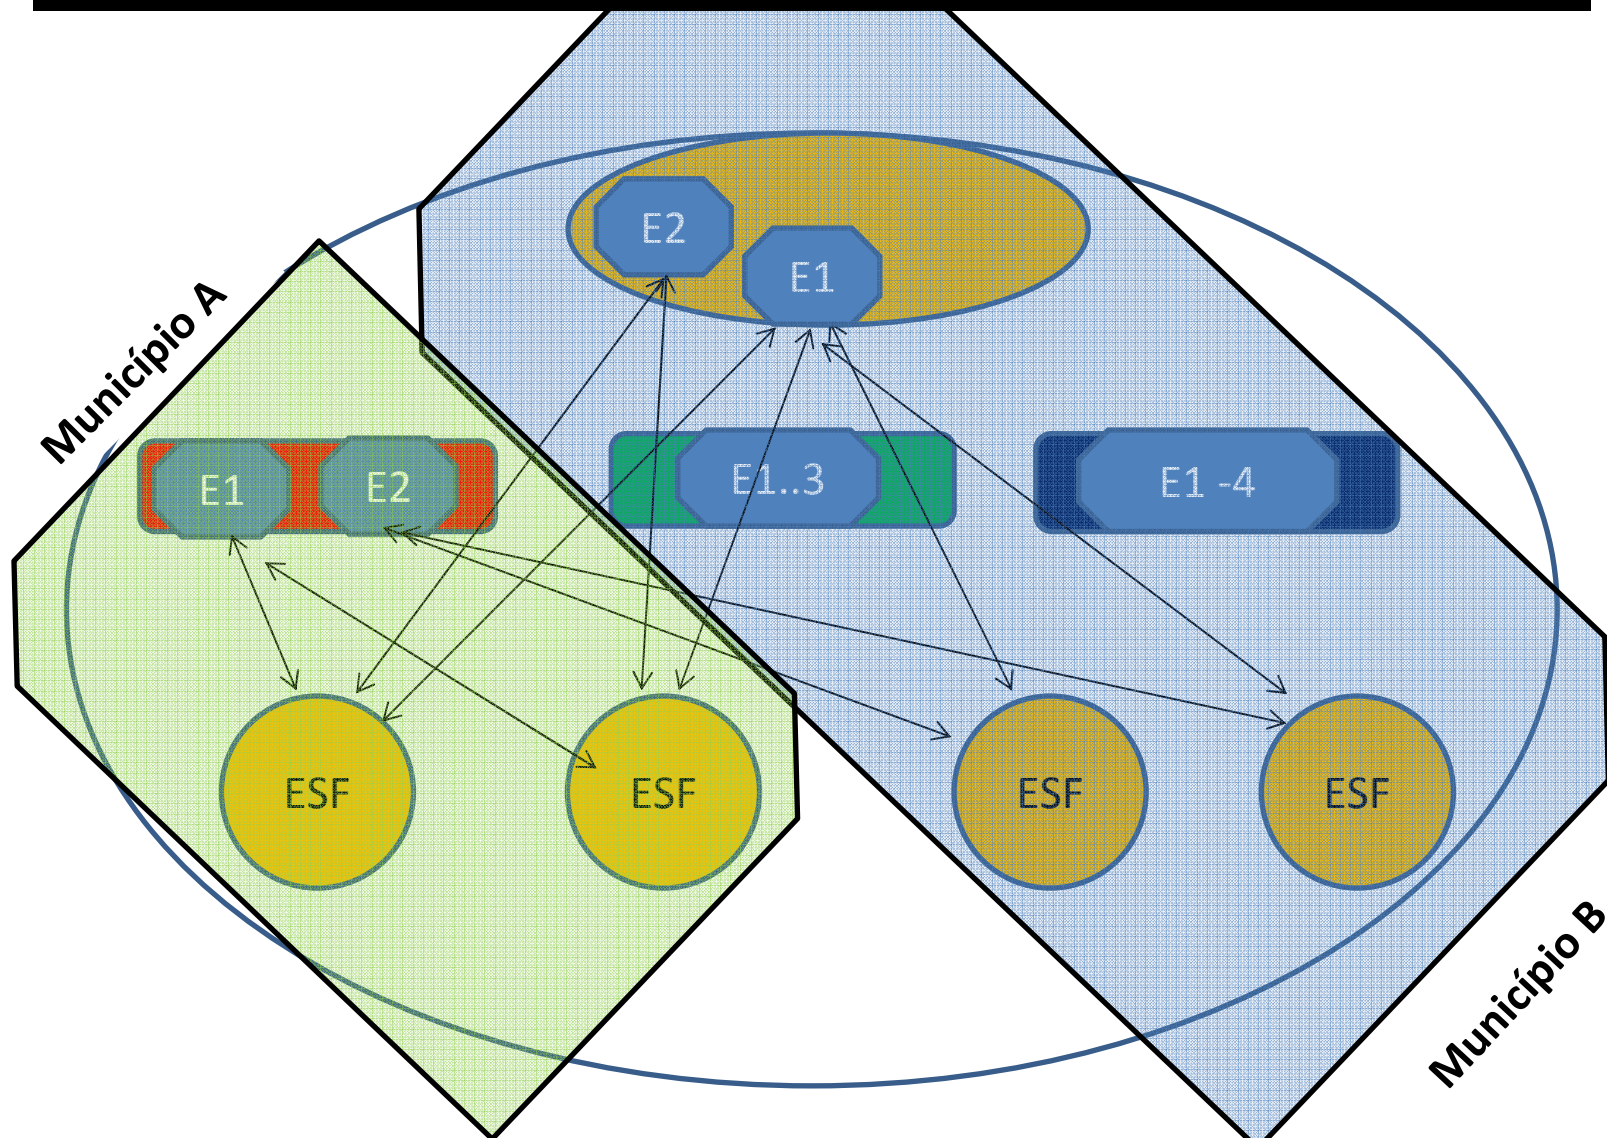 E2
E1
Município A
E1
E2
E1..3
E1 -4
ESF
ESF
ESF
ESF
Município B